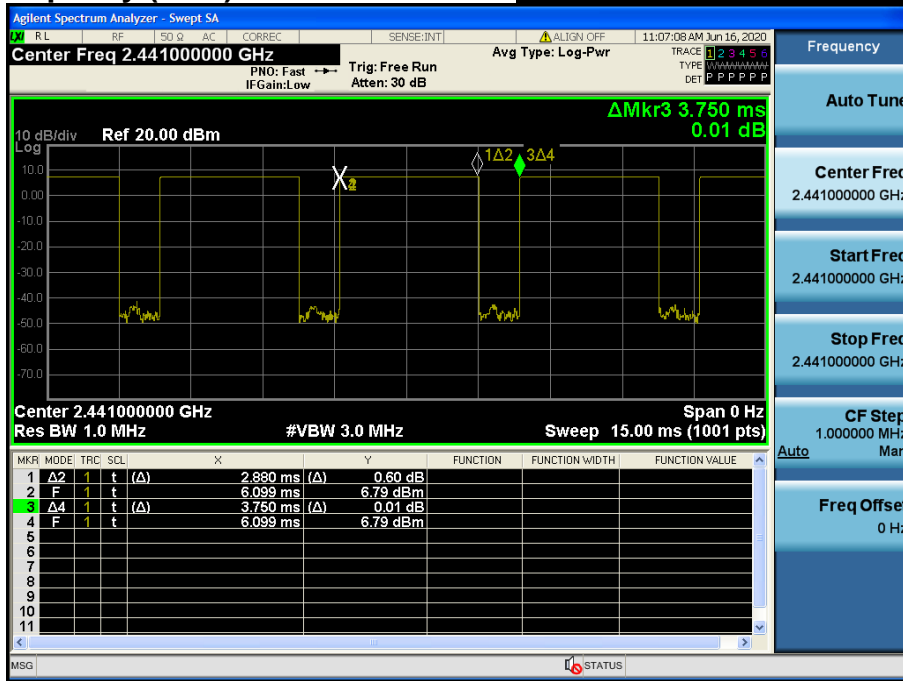 Agilent Spectrum Analyzer - Swept SA
LXI RL RF 50 Ω AC CORREC SENSE:INT ALIGN OFF 11:07:08 AM Jun 16, 2020
Center Freq 2.441000000 GHz
PNO: Fast
IFGain:Low
Trig: Free Run
Atten: 30 dB
Avg Type: Log-Pwr
TRACE 1 2 3 4 5 6
TYPE
DET P P P P P P
ΔMkr3 3.750 ms
0.01 dB
10 dB/div Ref 20.00 dBm
Log
10.0
0.00
-10.0
-20.0
-30.0
-40.0
-50.0
-60.0
-70.0
1Δ2 3Δ4
Center 2.441000000 GHz Span 0 Hz
Res BW 1.0 MHz #VBW 3.0 MHz Sweep 15.00 ms (1001 pts)
MKR MODE TRC SCL X Y FUNCTION FUNCTION WIDTH FUNCTION VALUE
1 Δ2 1 t (Δ) 2.880 ms (Δ) 0.60 dB
2 F 1 t 6.099 ms 6.79 dBm
3 Δ4 1 t (Δ) 3.750 ms (Δ) 0.01 dB
4 F 1 t 6.099 ms 6.79 dBm
5
6
7
8
9
10
11
MSG STATUS
Frequency
Auto Tune
Center Freq
2.441000000 GHz
Start Freq
2.441000000 GHz
Stop Freq
2.441000000 GHz
CF Step
1.000000 MHz
Auto Man
Freq Offset
0 Hz